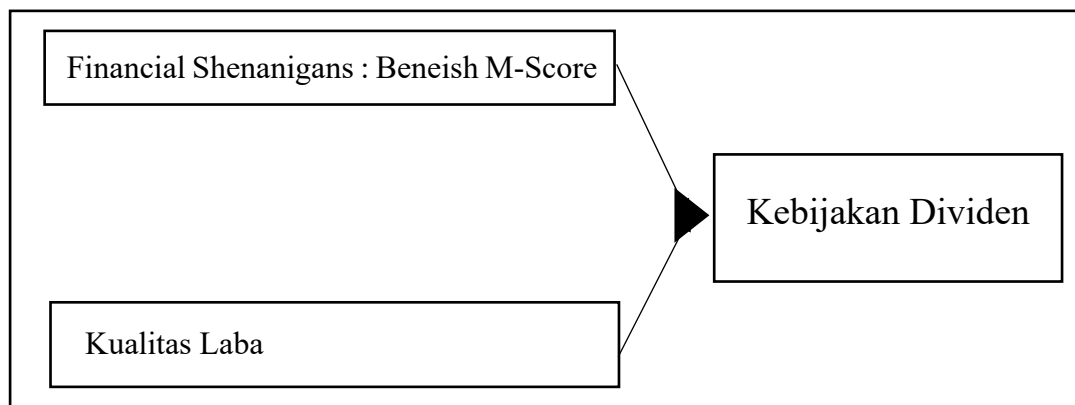 Financial Shenanigans : Beneish M-Score
Kebijakan Dividen
Kualitas Laba